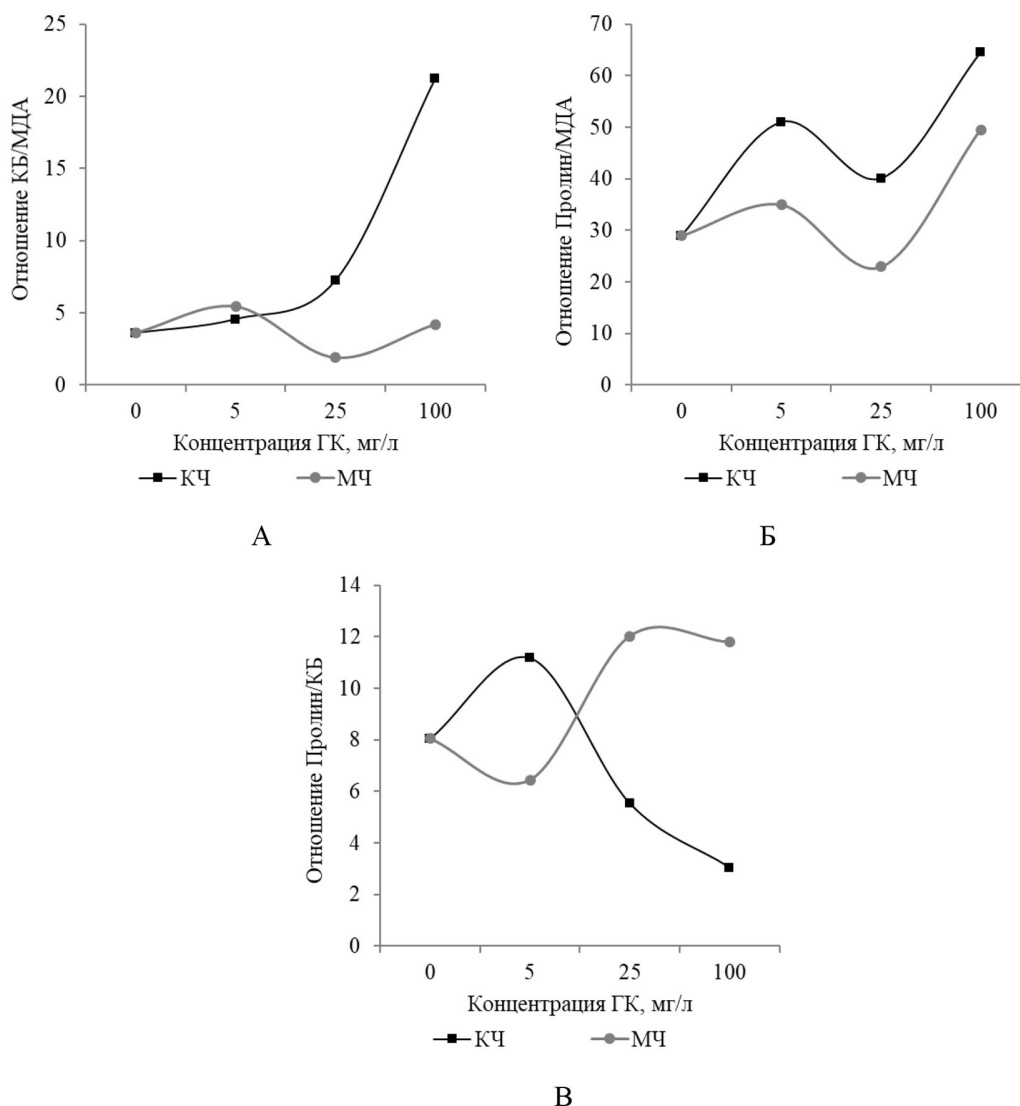 Отношение КБ/МДА
25
20
15
10
5
0
0 5 25 100
Концентрация ГК, мг/л
КЧ МЧ
А
Отношение Пролин/МДА
70
60
50
40
30
20
10
0
0 5 25 100
Концентрация ГК, мг/л
КЧ МЧ
Б
Отношение Пролин/КБ
14
12
10
8
6
4
2
0
0 5 25 100
Концентрация ГК, мг/л
КЧ МЧ
В